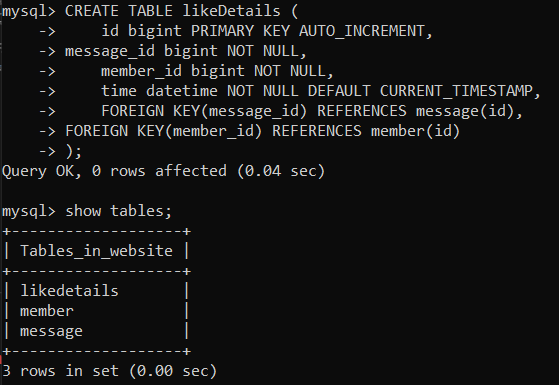 mysql> CREATE TABLE likeDetails (
    ->     id bigint PRIMARY KEY AUTO_INCREMENT,
    -> message_id bigint NOT NULL,
    ->     member_id bigint NOT NULL,
    ->     time datetime NOT NULL DEFAULT CURRENT_TIMESTAMP,
    ->     FOREIGN KEY(message_id) REFERENCES message(id),
    -> FOREIGN KEY(member_id) REFERENCES member(id)
    -> );
Query OK, 0 rows affected (0.04 sec)

mysql> show tables;
+-------------------+
| Tables_in_website |
+-------------------+
| likedetails       |
| member            |
| message           |
+-------------------+
3 rows in set (0.00 sec)